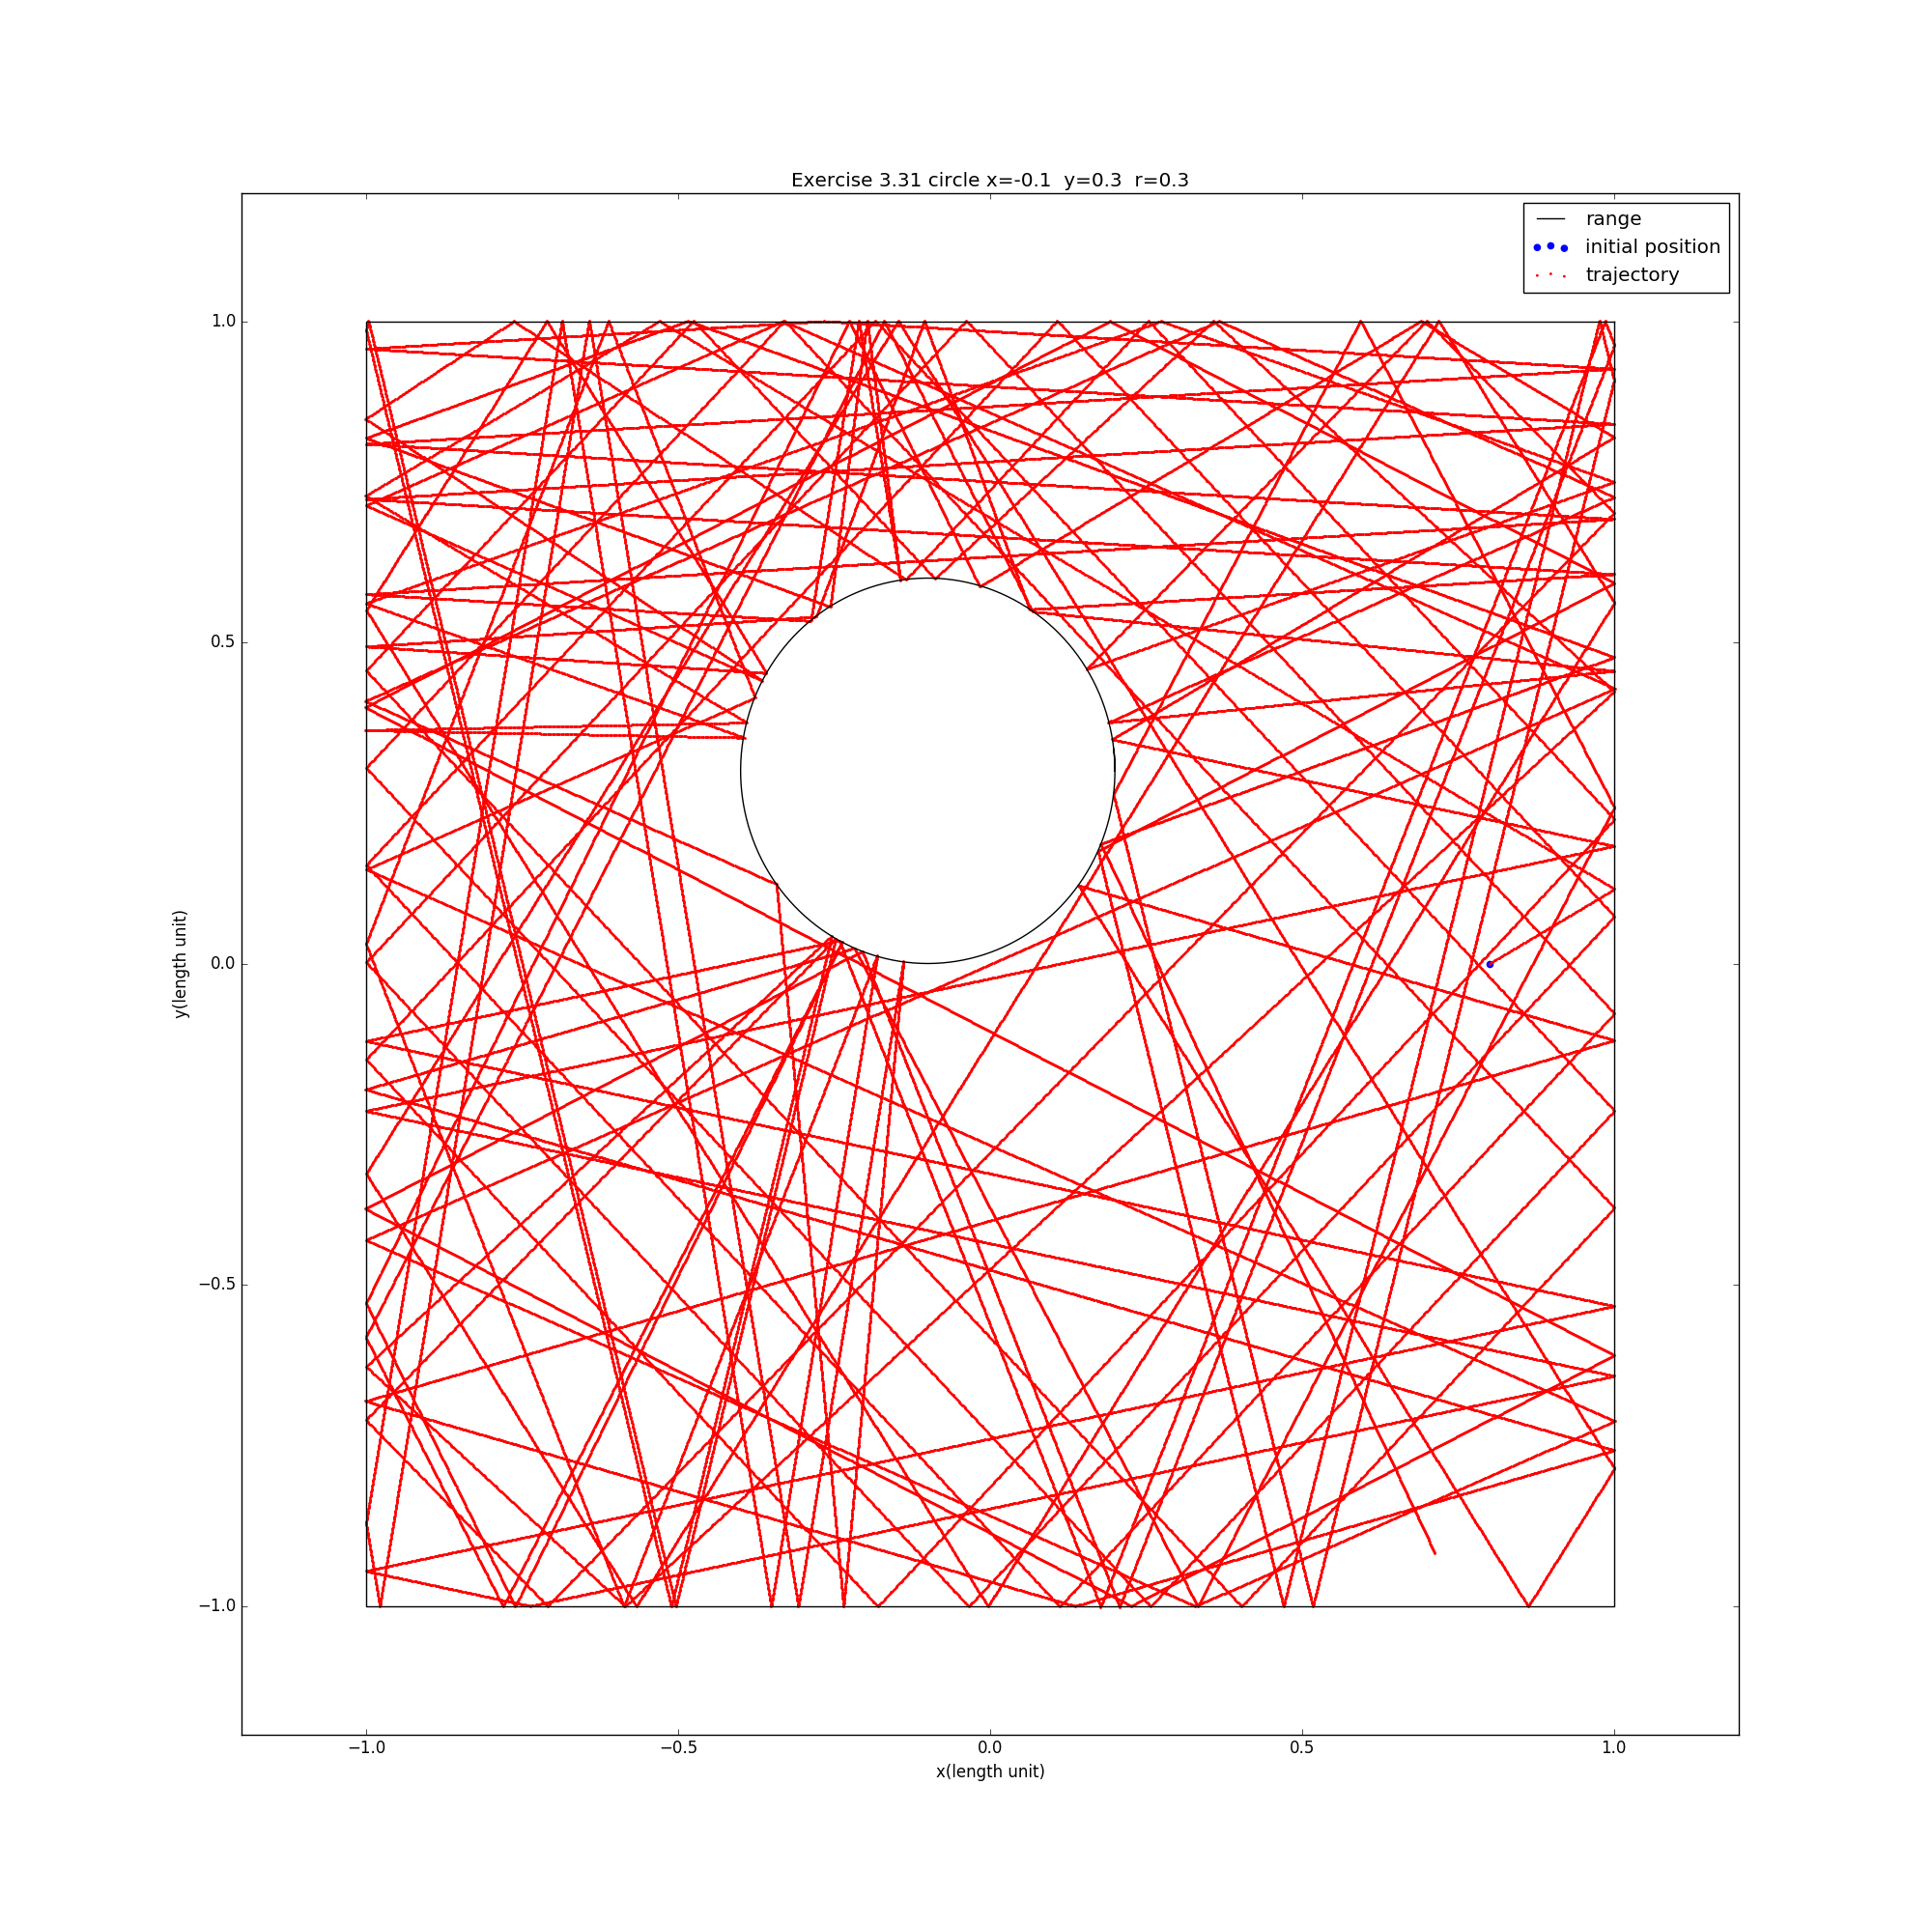 Exercise 3.31 circle x=-0.1  y=0.3  r=0.3
range
initial position
trajectory
1.0
0.5
0.0
−0.5
−1.0
y(length unit)
−1.0
−0.5
0.0
0.5
1.0
x(length unit)